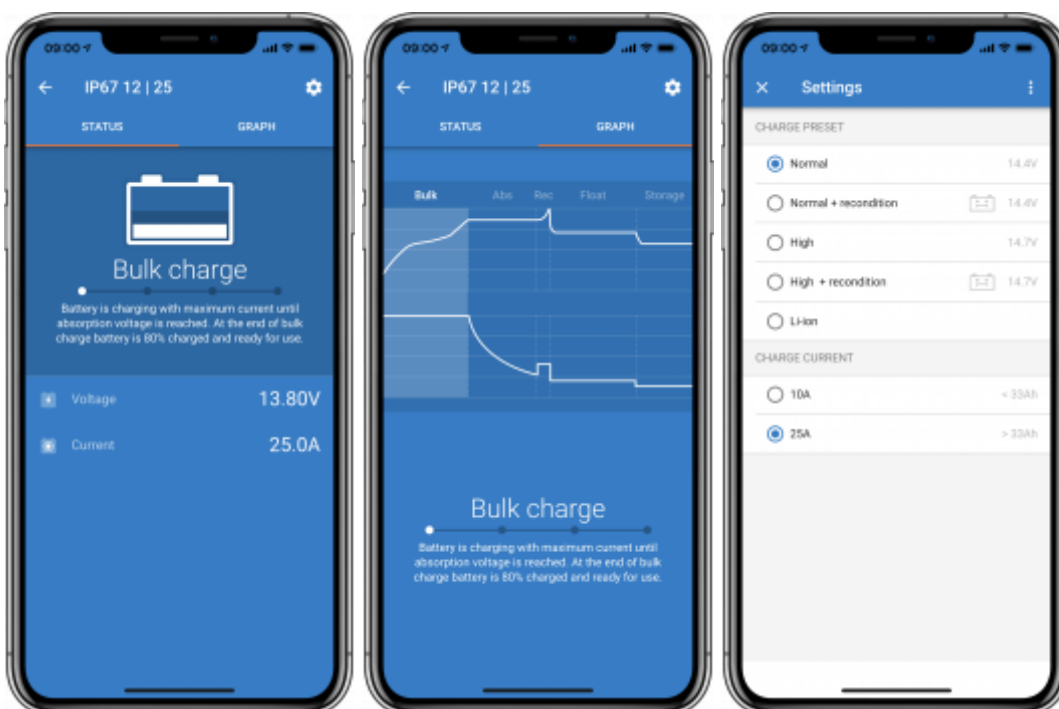 09:00
IP67 12 | 25
STATUS GRAPH
Bulk charge
Battery is charging with maximum current until
absorption voltage is reached. At the end of bulk
charge battery is 80% charged and ready for use.
Voltage 13.80V
Current 25.0A
09:00
IP67 12 | 25
STATUS GRAPH
Bulk Abs Rec Float Storage
Bulk charge
Battery is charging with maximum current until
absorption voltage is reached. At the end of bulk
charge battery is 80% charged and ready for use.
09:00
Settings
CHARGE PRESET
Normal 14.4V
Normal + recondition 14.4V
High 14.7V
High + recondition 14.7V
Li-ion
CHARGE CURRENT
10A < 33Ah
25A > 33Ah